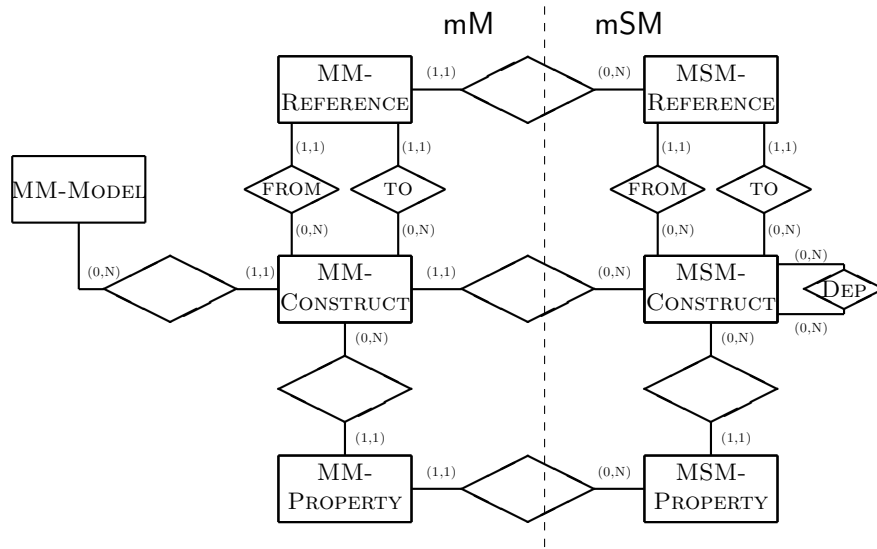 mM mSM
MM-
REFERENCE
(1,1)
(0,N)
MSM-
REFERENCE
(1,1)
(1,1)
(1,1)
(1,1)
MM-MODEL
FROM
TO
FROM
TO
(0,N)
(0,N)
(0,N)
(0,N)
(0,N)
(1,1)
MM-
CONSTRUCT
(1,1)
(0,N)
MSM-
CONSTRUCT
(0,N)
DEP
(0,N)
(0,N)
(0,N)
(1,1)
(1,1)
MM-
PROPERTY
(1,1)
(0,N)
MSM-
PROPERTY